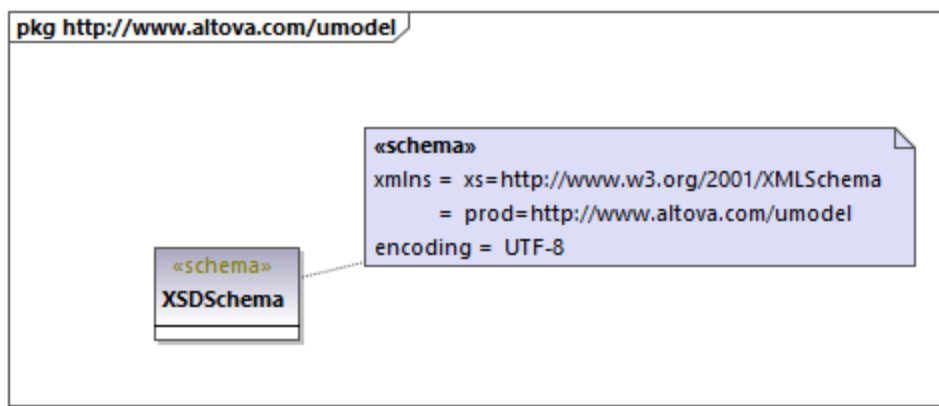 pkg http://www.altova.com/umodel
«schema»
xmlns = xs=http://www.w3.org/2001/XMLSchema
= prod=http://www.altova.com/umodel
encoding = UTF-8
«schema»
XSDSchema